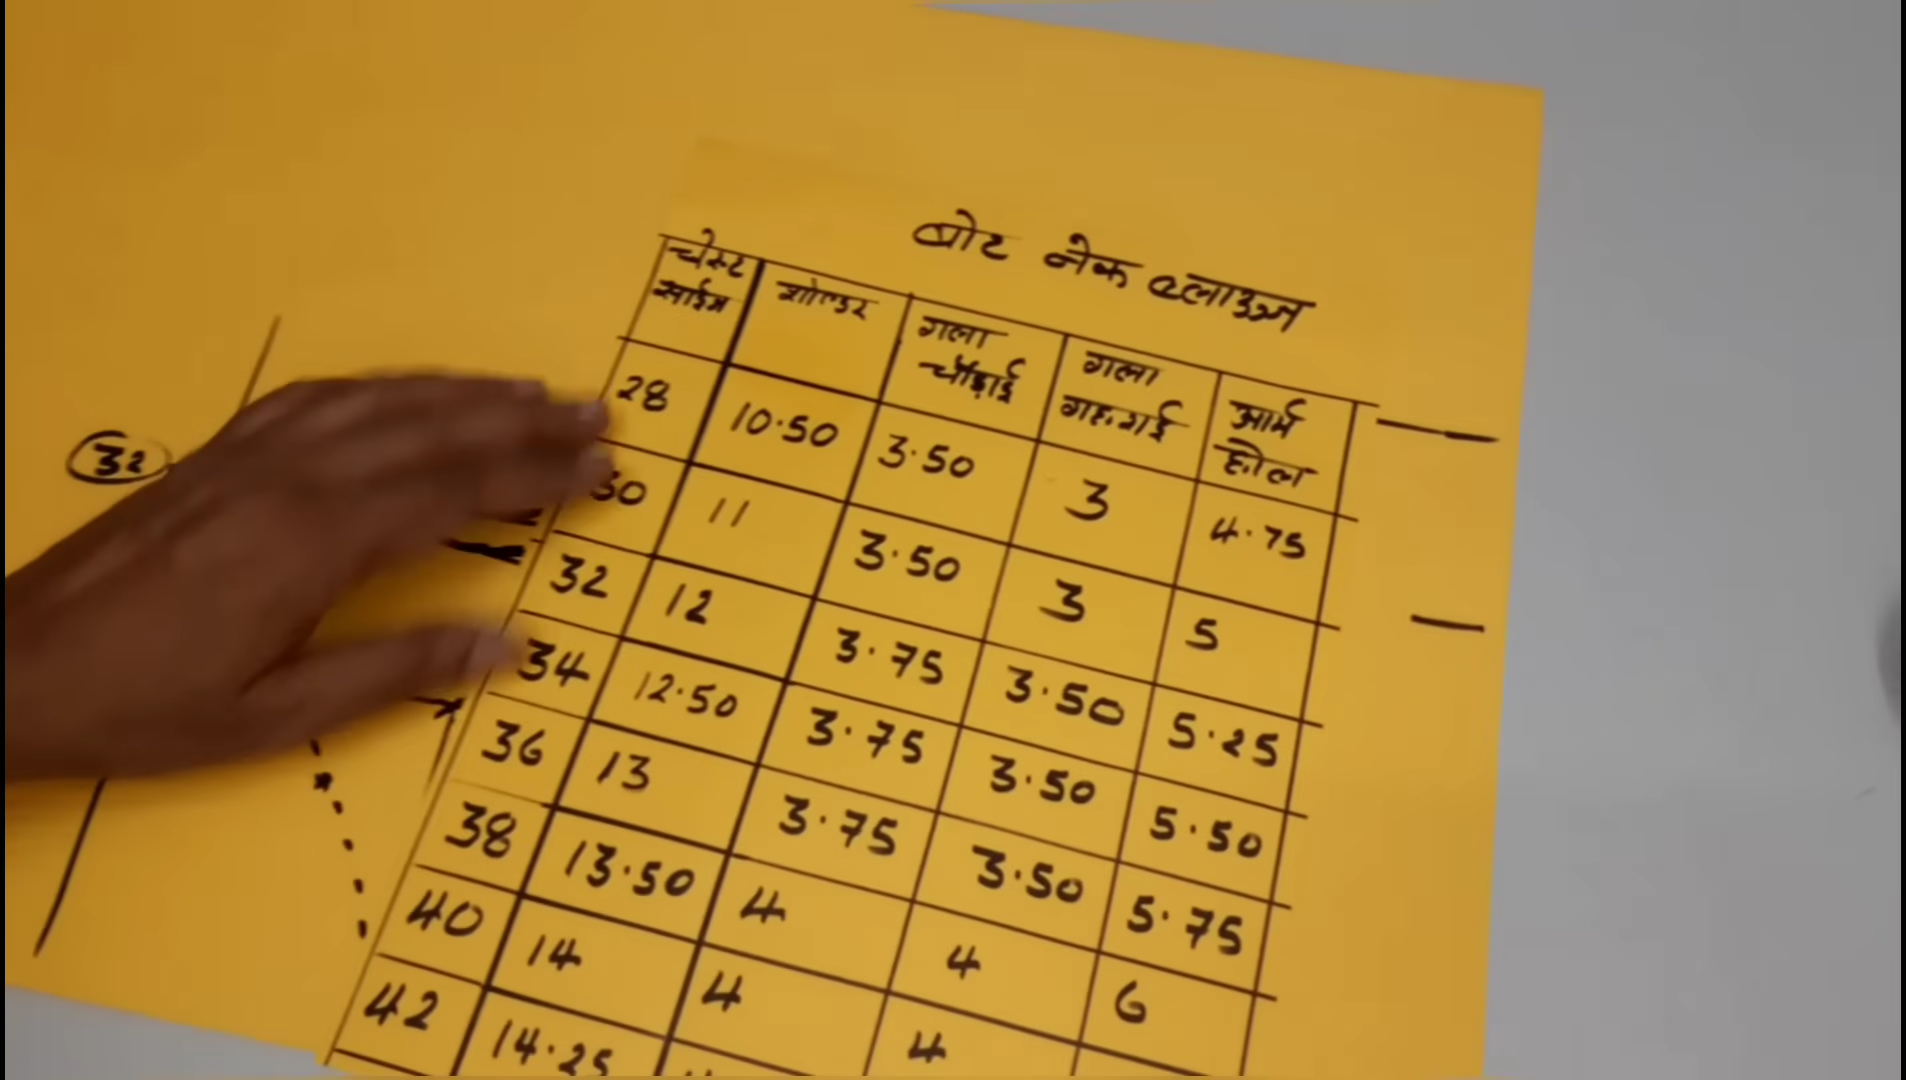 बोट नेक ब्लाउज
चेस्ट साईज शोल्डर गला चौड़ाई गला गहराई आर्म होल
28 10.50 3.50 3 4.75
30 11 3.50 3 5
32 12 3.75 3.50 5.25
34 12.50 3.75 3.50 5.50
36 13 3.75 3.50 5.75
38 13.50 4 4 6
40 14 4 4
42 14.25
32